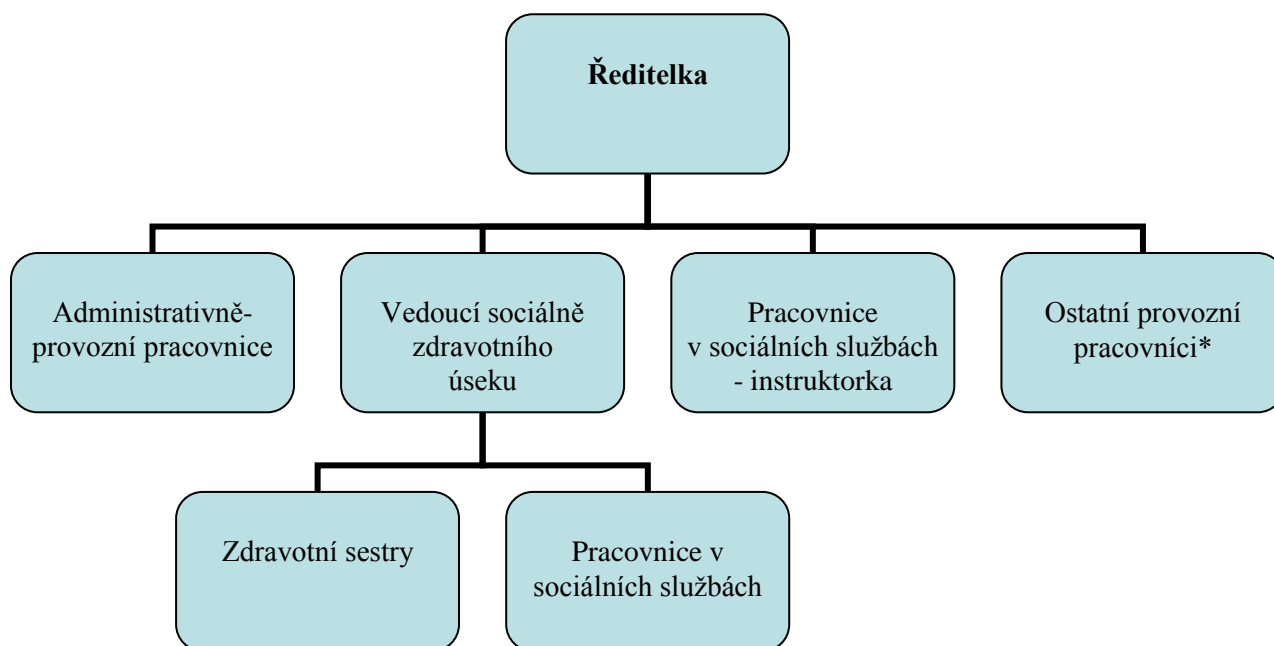 Ředitelka
Administrativně-
provozní pracovnice
Vedoucí sociálně
zdravotního
úseku
Pracovnice
v sociálních službách
- instruktorka
Ostatní provozní
pracovníci*
Zdravotní sestry
Pracovnice v
sociálních službách